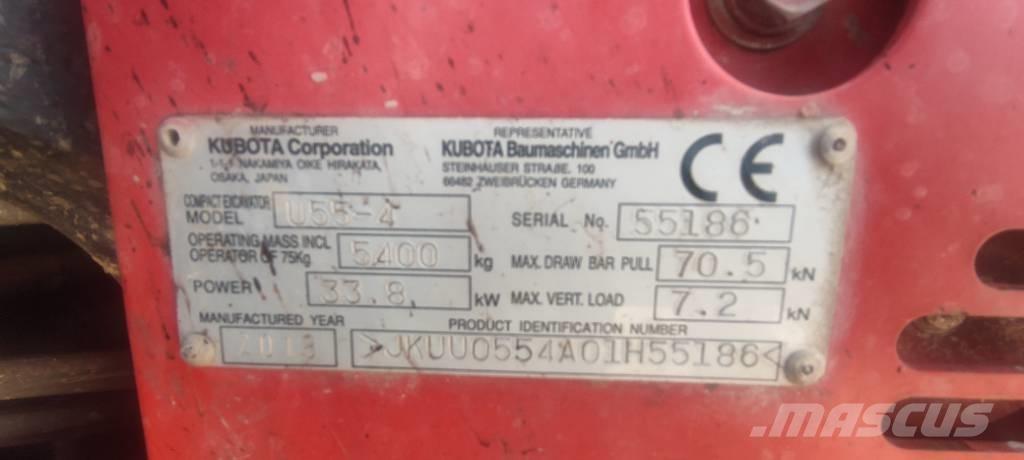 MANUFACTURER
KUBOTA Corporation
1-1-1 NAKAMIYA OIKE HIRAKATA,
OSAKA, JAPAN
REPRESENTATIVE
KUBOTA Baumaschinen GmbH
STEINHAUSER STRAßE, 100
66482 ZWEIBRÜCKEN GERMANY
CE
COMPACT EXCAVATOR
MODEL U55-4
SERIAL No. 55186
OPERATING MASS INCL
OPERATOR OF 75Kg 5400 kg
MAX. DRAW BAR PULL 70.5 kN
POWER 33.8 kW
MAX. VERT. LOAD 7.2 kN
MANUFACTURED YEAR
2013
PRODUCT IDENTIFICATION NUMBER
>JKUU0554A01H55186<
MASCUS